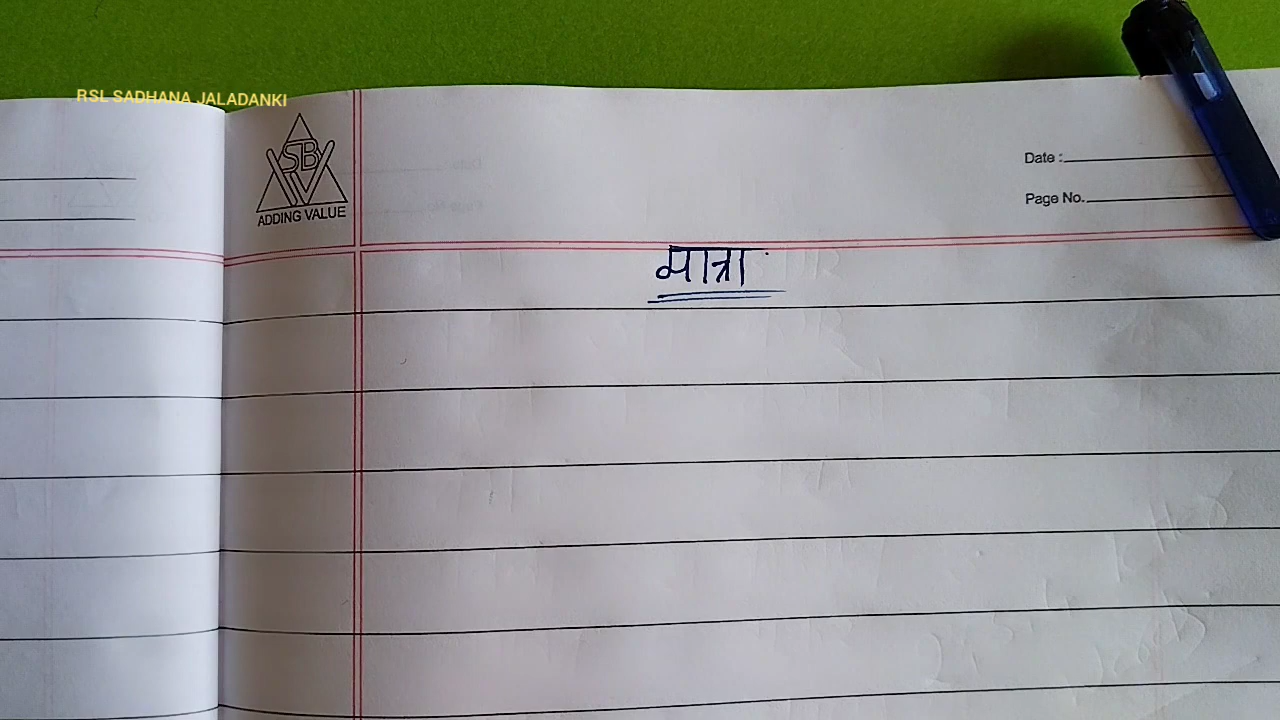 RSL SADHANA JALADANKI
SBV
ADDING VALUE
Date :
Page No.
मात्रा